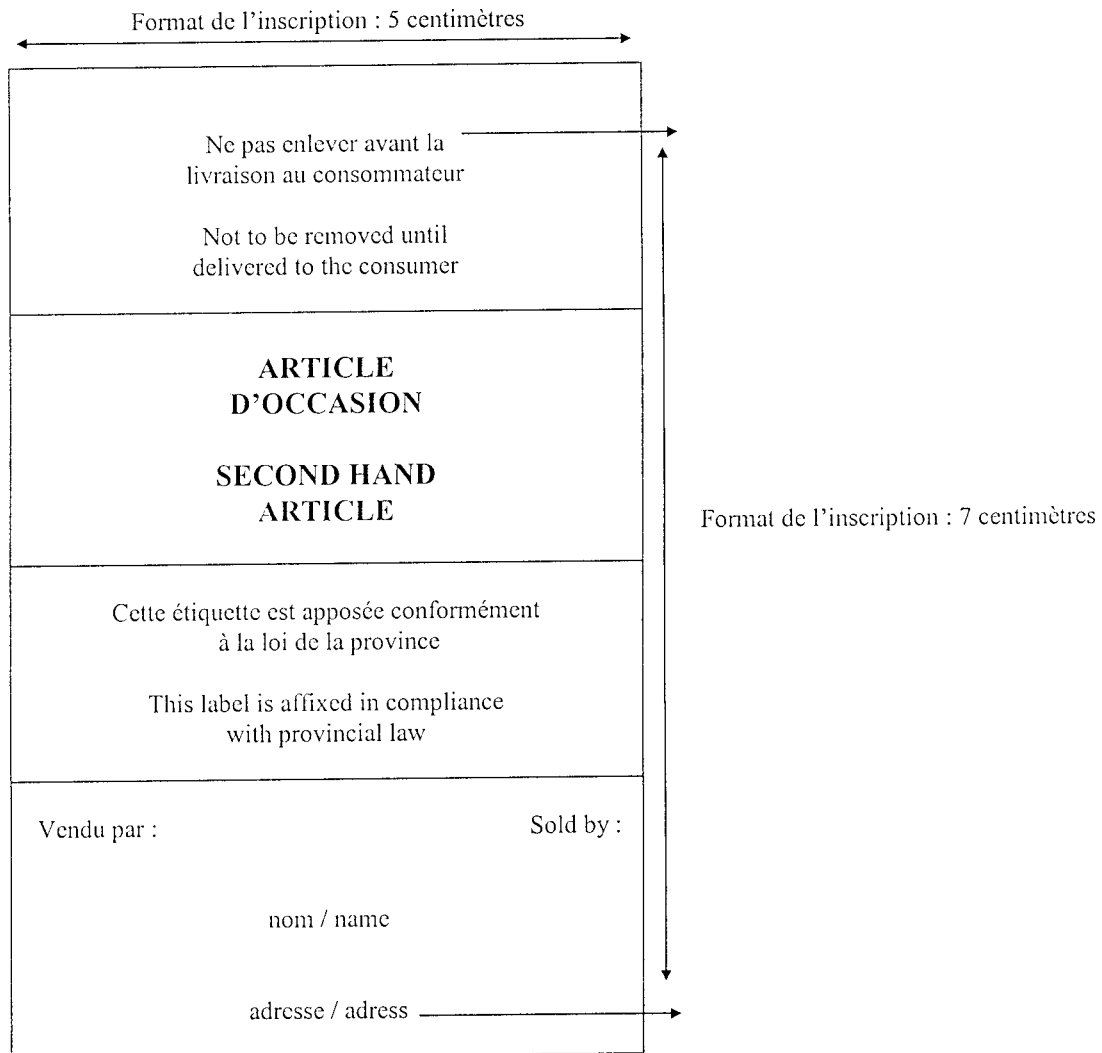 Format de l'inscription : 5 centimètres
Ne pas enlever avant la
livraison au consommateur
Not to be removed until
delivered to the consumer
ARTICLE
D'OCCASION
SECOND HAND
ARTICLE
Format de l'inscription : 7 centimètres
Cette étiquette est apposée conformément
à la loi de la province
This label is affixed in compliance
with provincial law
Vendu par : Sold by :
nom / name
adresse / adress